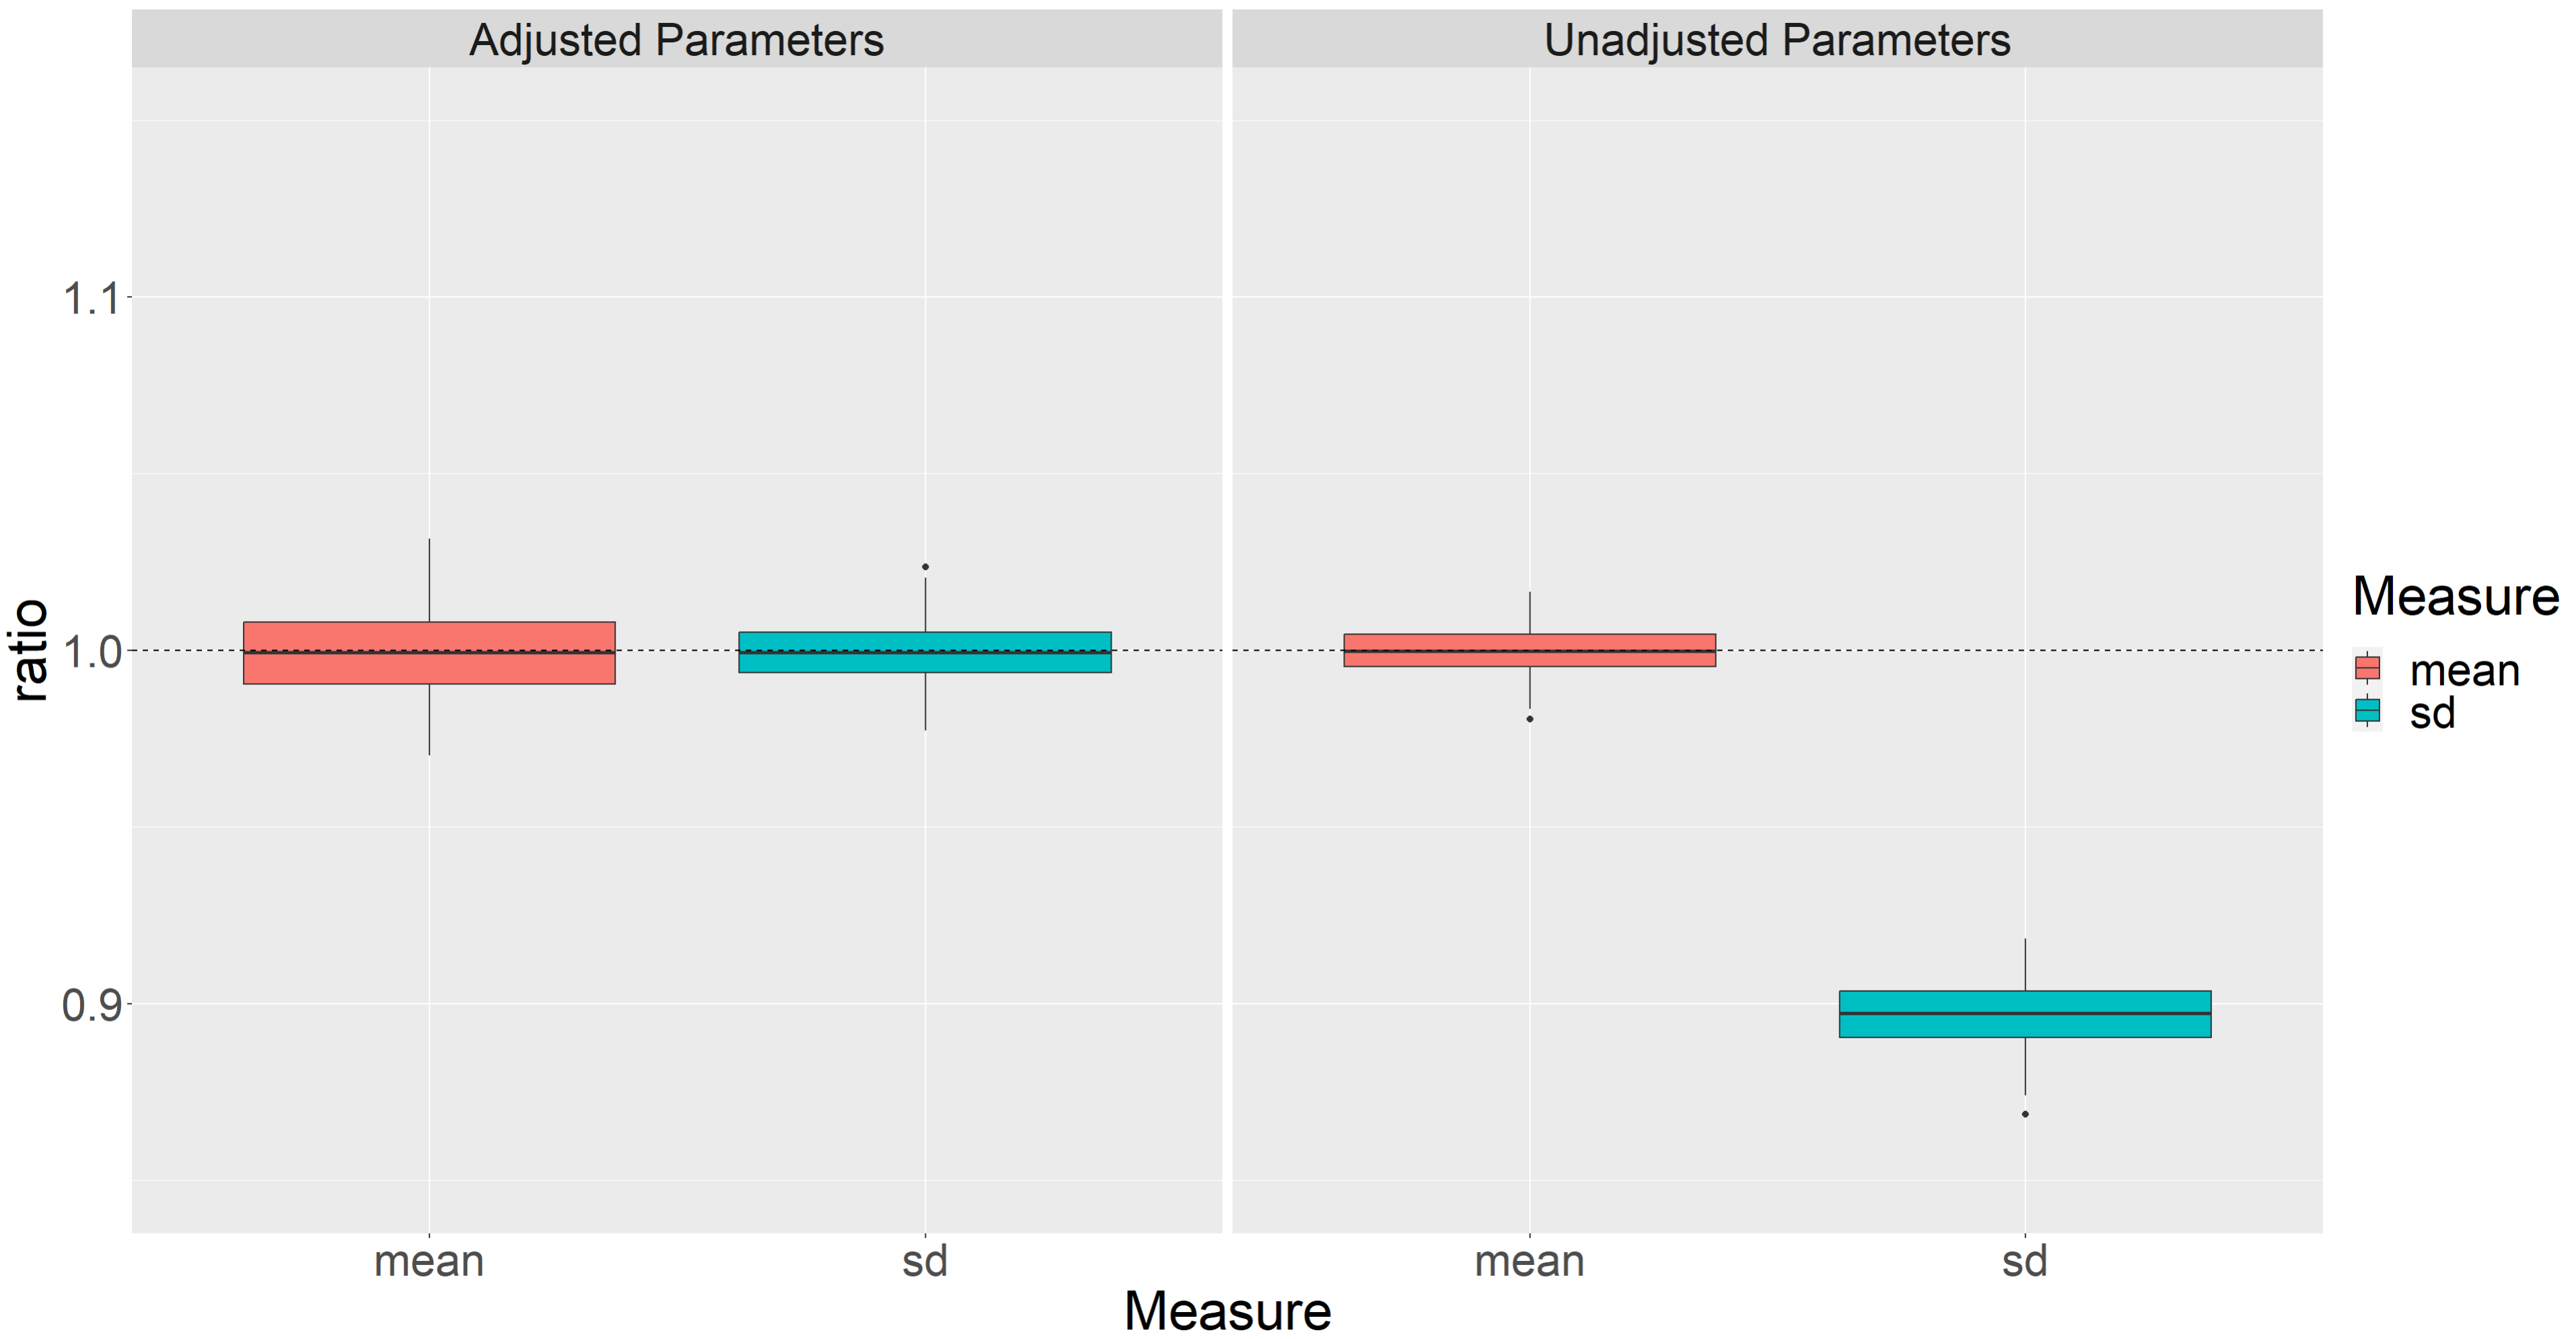 Adjusted Parameters
Unadjusted Parameters
1.1
1.0
0.9
ratio
mean
sd
mean
sd
Measure
Measure
mean
sd